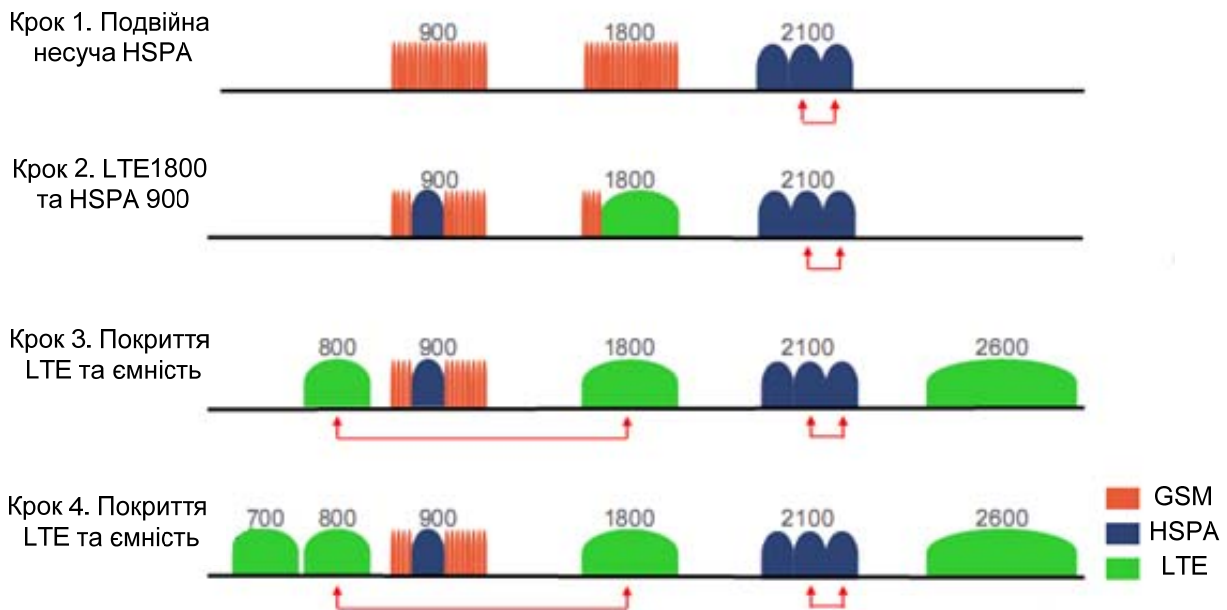 Крок 1. Подвійна
несуча HSPA
900
1800
2100
Крок 2. LTE1800
та HSPA 900
900
1800
2100
Крок 3. Покриття
LTE та ємність
800
900
1800
2100
2600
Крок 4. Покриття
LTE та ємність
700
800
900
1800
2100
2600
GSM
HSPA
LTE